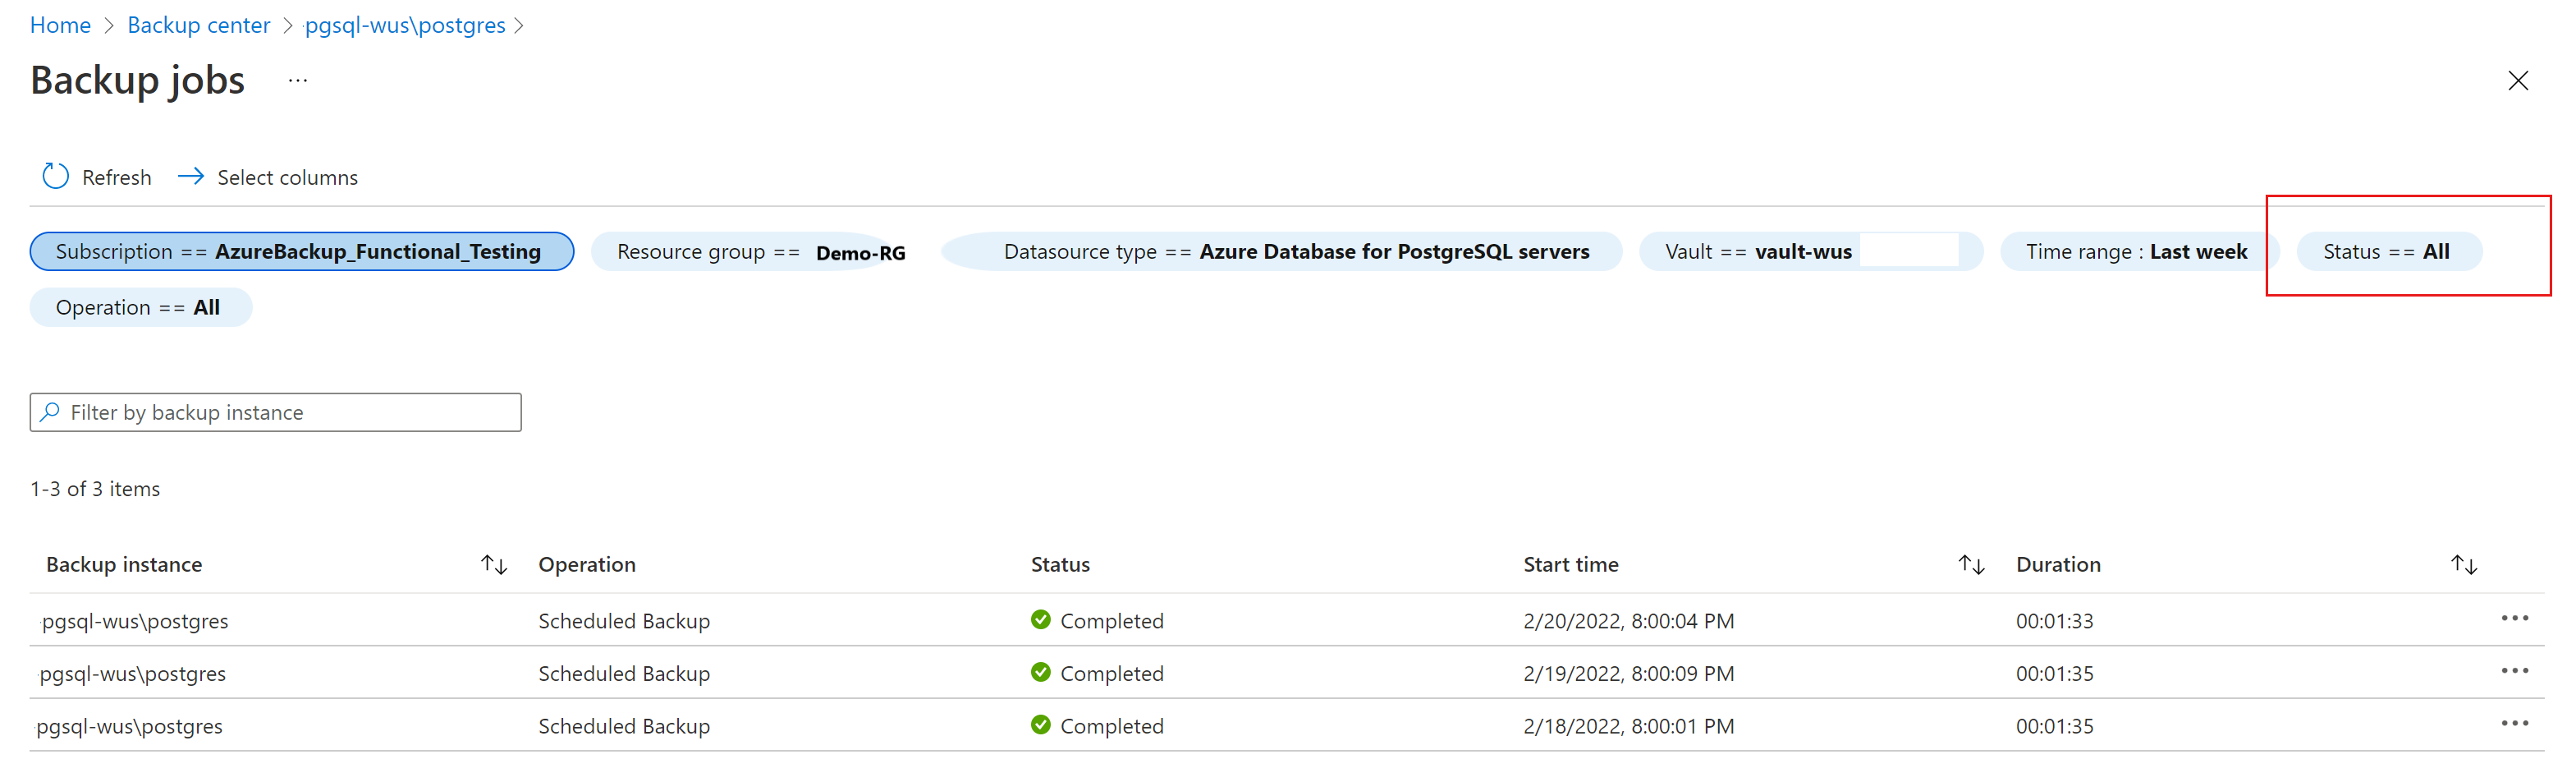 Home > Backup center > pgsql-wus\postgres >
Backup jobs ...
Refresh Select columns
Subscription == AzureBackup_Functional_Testing Resource group == Demo-RG Datasource type == Azure Database for PostgreSQL servers Vault == vault-wus Time range : Last week Status == All
Operation == All
Filter by backup instance
1-3 of 3 items
Backup instance Operation Status Start time Duration
pgsql-wus\postgres Scheduled Backup Completed 2/20/2022, 8:00:04 PM 00:01:33
pgsql-wus\postgres Scheduled Backup Completed 2/19/2022, 8:00:09 PM 00:01:35
pgsql-wus\postgres Scheduled Backup Completed 2/18/2022, 8:00:01 PM 00:01:35